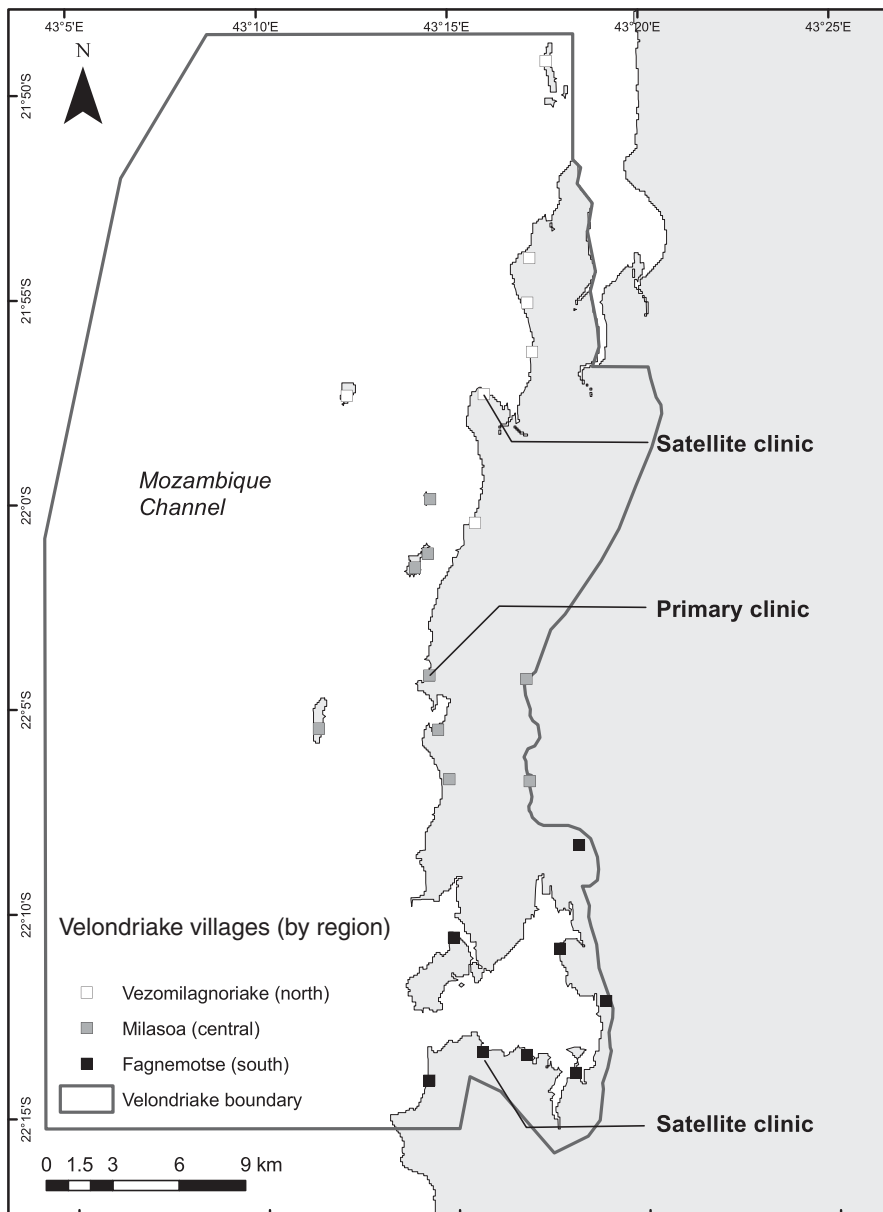 43°5'E 43°10'E 43°15'E 43°20'E 43°25'E
N
21°50'S
21°55'S
Satellite clinic
Mozambique
Channel
22°0'S
Primary clinic
22°5'S
22°10'S
Velondriake villages (by region)
Vezomilagnoriake (north)
Milasoa (central)
Fagnemotse (south)
Velondriake boundary
22°15'S
Satellite clinic
0 1.5 3 6 9 km